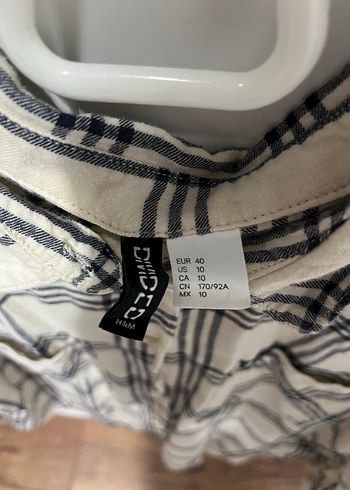 DIVIDED
H&M
EUR 40
US 10
CA 10
CN 170/92A
MX 10